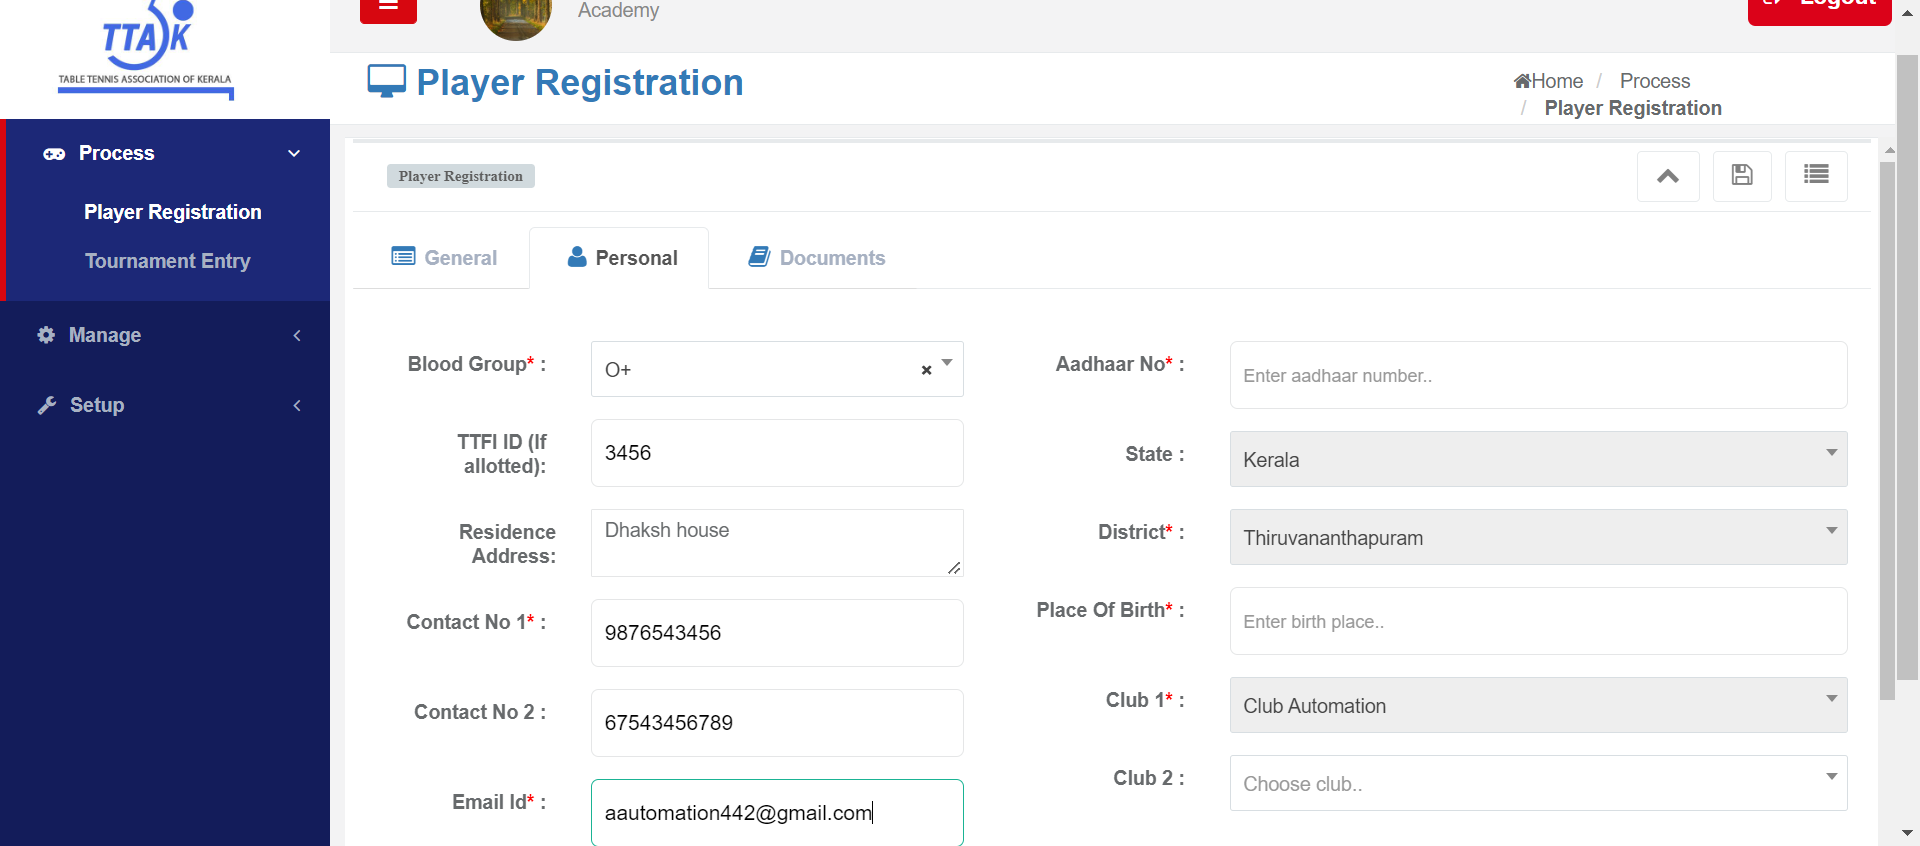 TTAK
TABLE TENNIS ASSOCIATION OF KERALA
Academy
Logout
Player Registration
Home / Process
/ Player Registration
Process
Player Registration
Tournament Entry
Manage
Setup
Player Registration
General
Personal
Documents
Blood Group* :
O+
×
TTFI ID (If
allotted):
3456
Residence
Address:
Dhaksh house
Contact No 1* :
9876543456
Contact No 2 :
67543456789
Email Id* :
aautomation442@gmail.com
Aadhaar No* :
Enter aadhaar number..
State :
Kerala
District* :
Thiruvananthapuram
Place Of Birth* :
Enter birth place..
Club 1* :
Club Automation
Club 2 :
Choose club..